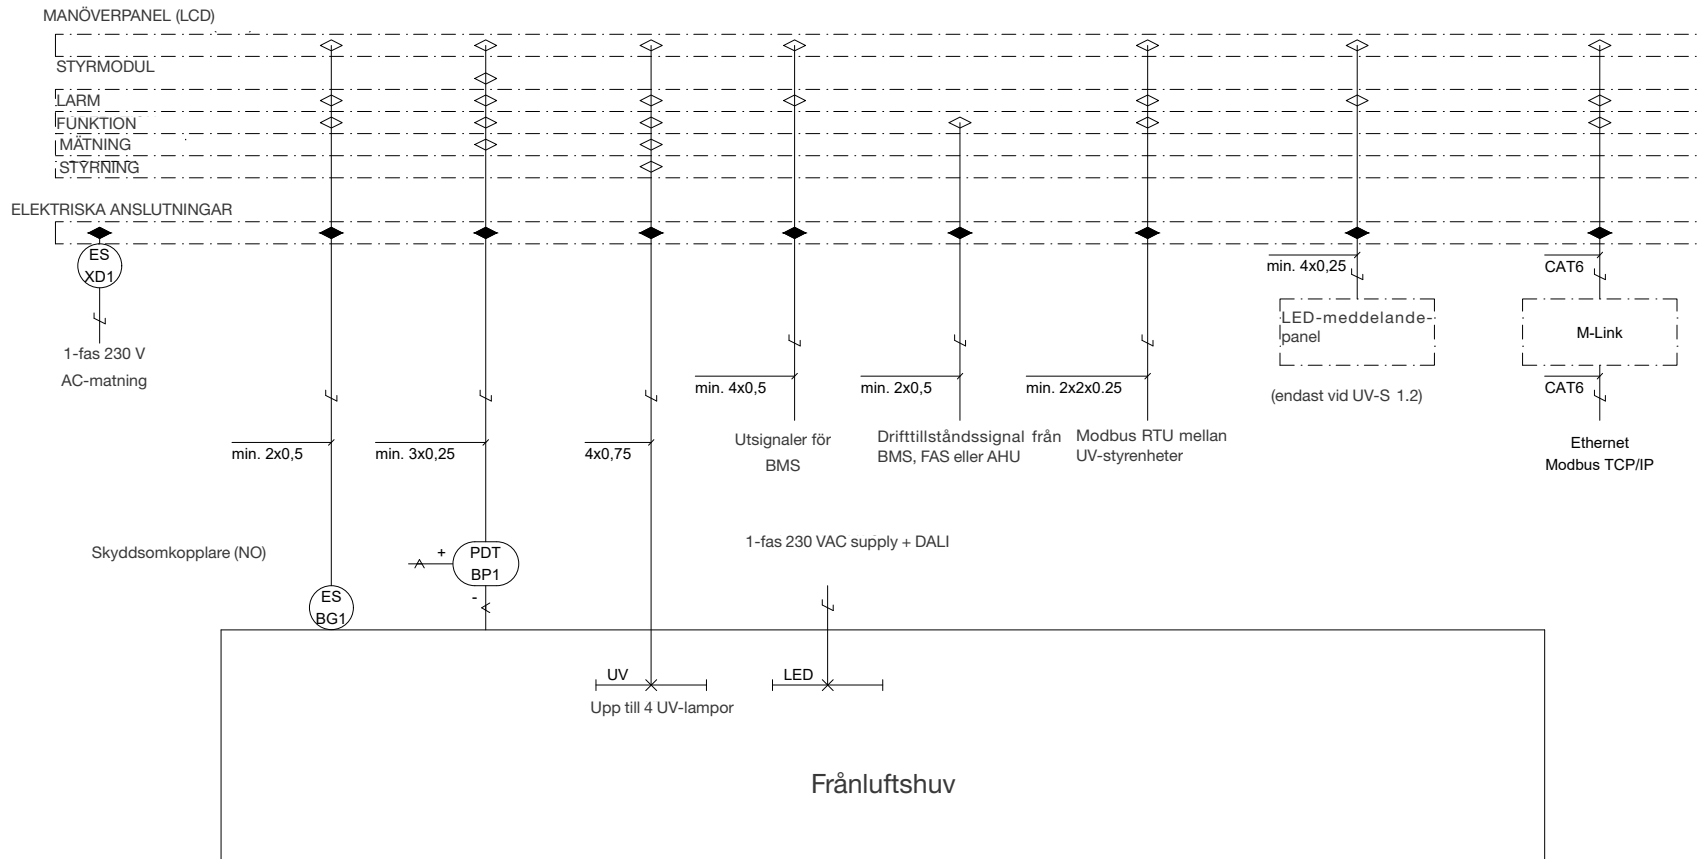 MANÖVERPANEL (LCD)
STYRMODUL
LARM
FUNKTION
MÄTNING
STYRNING
ELEKTRISKA ANSLUTNINGAR
ES
XD1
1-fas 230 V
AC-matning
min. 2x0,5
min. 3x0,25
4x0,75
min. 4x0,5
Utsignaler för
BMS
min. 2x0,5
Drifttillståndssignal från
BMS, FAS eller AHU
min. 2x2x0.25
Modbus RTU mellan
UV-styrenheter
min. 4x0,25
LED-meddelande-
panel
(endast vid UV-S 1.2)
CAT6
M-Link
CAT6
Ethernet
Modbus TCP/IP
Skyddsomkopplare (NO)
ES
BG1
+
PDT
BP1
-
1-fas 230 VAC supply + DALI
UV
Upp till 4 UV-lampor
LED
Frånluftshuv